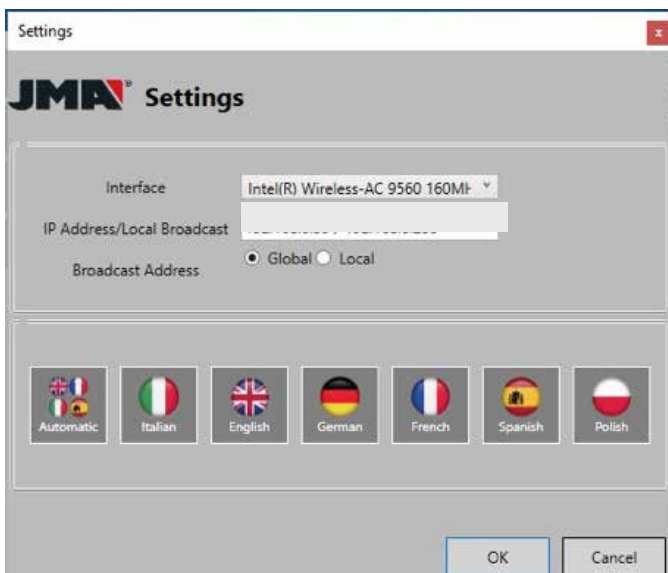 Settings
x
JMA® Settings
Interface
Intel(R) Wireless-AC 9560 160MH
IP Address/Local Broadcast
Broadcast Address
Global Local
Automatic Italian English German French Spanish Polish
OK Cancel